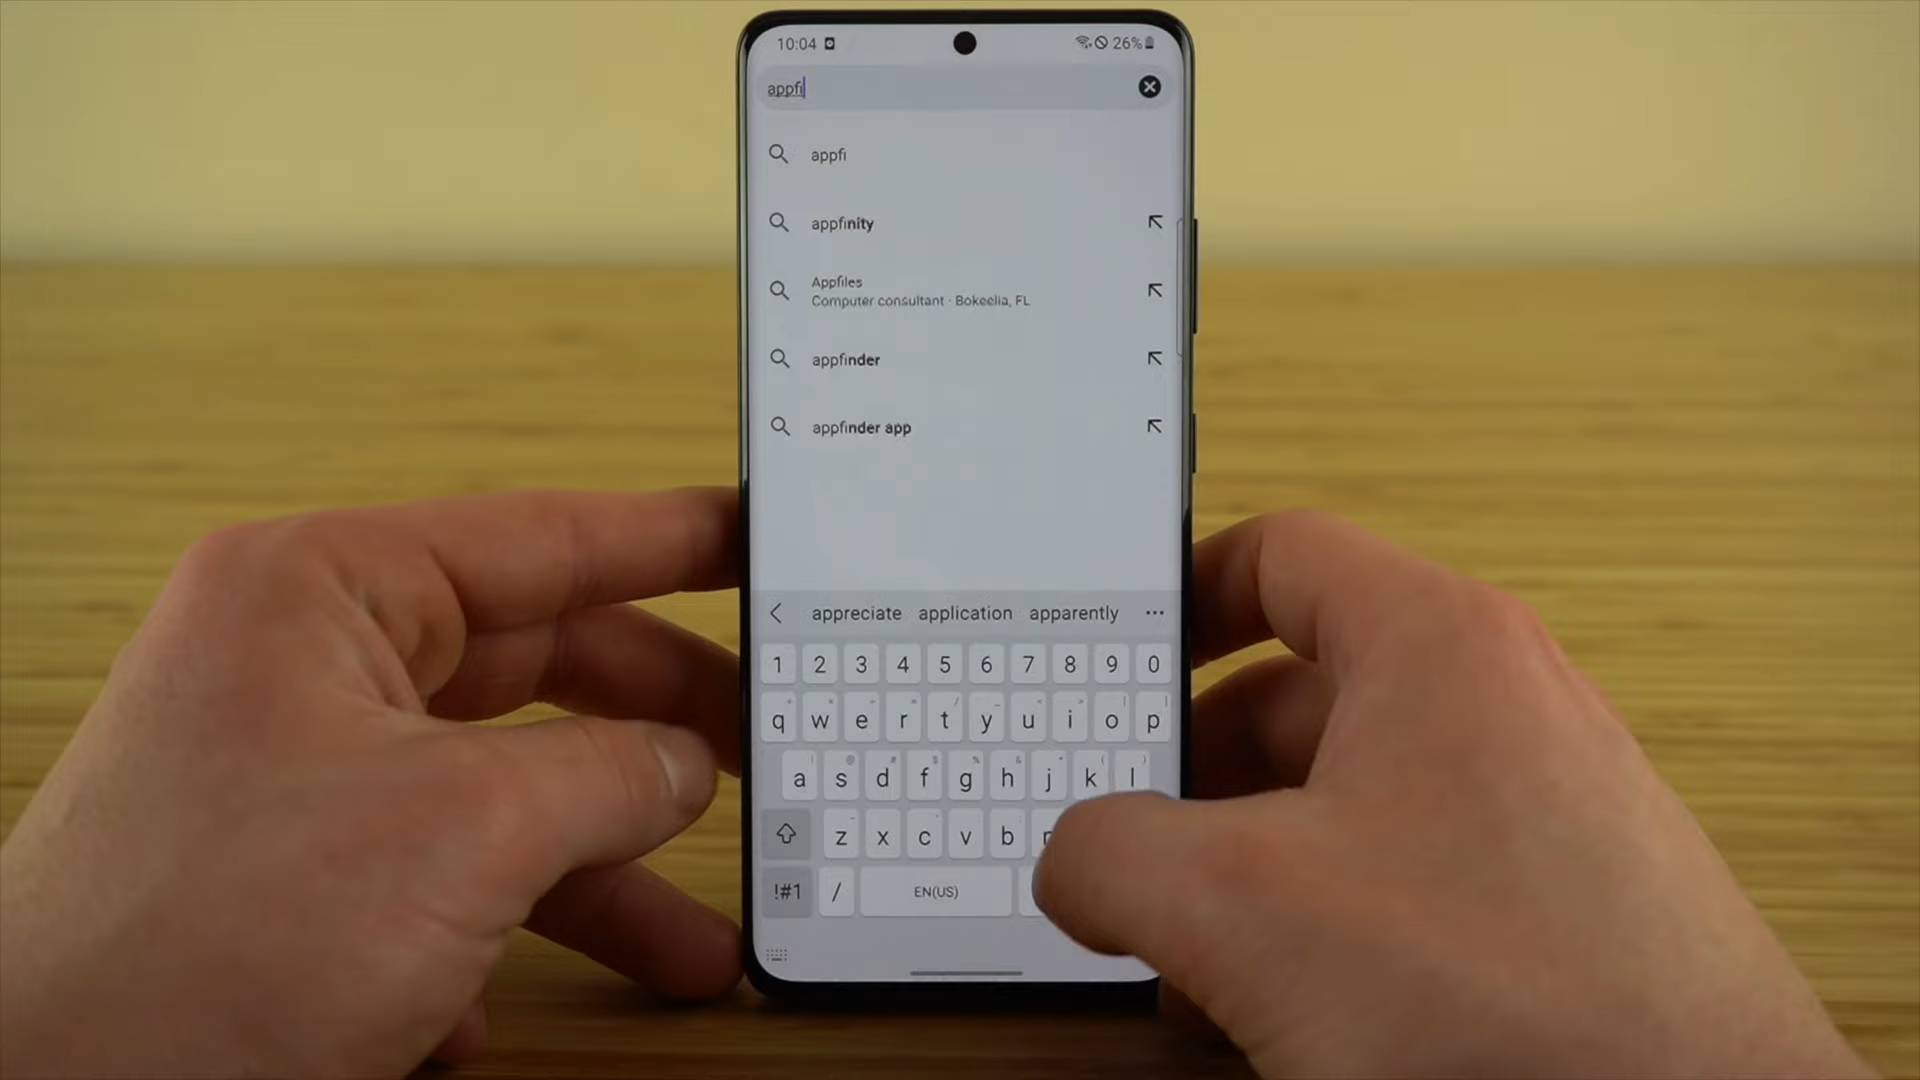 10:04 26%
appfi
appfi
appfinity
Appfiles
Computer consultant · Bokeelia, FL
appfinder
appfinder app
appreciate application apparently ...
1 2 3 4 5 6 7 8 9 0
q w e r t y u i o p
a s d f g h j k l
z x c v b
!#1 / EN(US)